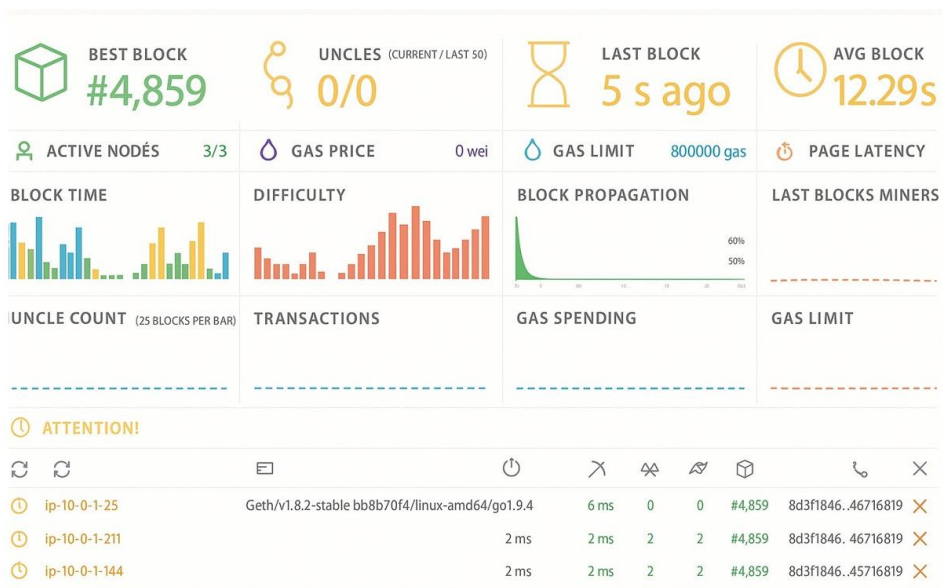 BEST BLOCK
#4,859
UNCLES (CURRENT / LAST 50)
0/0
LAST BLOCK
5 s ago
AVG BLOCK
12.29s
ACTIVE NODÉS 3/3
GAS PRICE 0 wei
GAS LIMIT 800000 gas
PAGE LATENCY
BLOCK TIME
DIFFICULTY
BLOCK PROPAGATION
60%
50%
LAST BLOCKS MINERS
UNCLE COUNT (25 BLOCKS PER BAR)
TRANSACTIONS
GAS SPENDING
GAS LIMIT
ATTENTION!
ip-10-0-1-25 Geth/v1.8.2-stable bb8b70f4/linux-amd64/go1.9.4 6 ms 0 0 #4,859 8d3f1846..46716819
ip-10-0-1-211 2 ms 2 ms 2 2 #4,859 8d3f1846. 46716819
ip-10-0-1-144 2 ms 2 ms 2 2 #4,859 8d3f1846..45716819